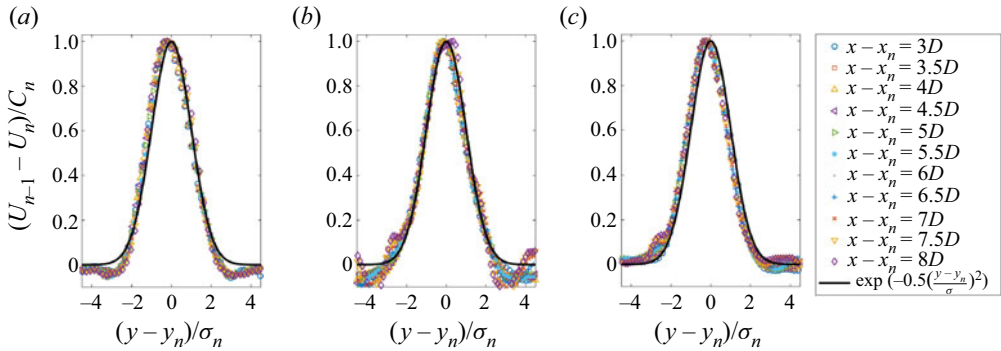 (a)
(b)
(c)
(U_{n–1} – U_n)/C_n
1.0
0.8
0.6
0.4
0.2
0
–4 –2 0 2 4
(y – y_n)/σ_n
1.0
0.8
0.6
0.4
0.2
0
–4 –2 0 2 4
(y – y_n)/σ_n
1.0
0.8
0.6
0.4
0.2
0
–4 –2 0 2 4
(y – y_n)/σ_n
x – x_n = 3D
x – x_n = 3.5D
x – x_n = 4D
x – x_n = 4.5D
x – x_n = 5D
x – x_n = 5.5D
x – x_n = 6D
x – x_n = 6.5D
x – x_n = 7D
x – x_n = 7.5D
x – x_n = 8D
exp (–0.5(\frac{y – y_n}{σ})^2)